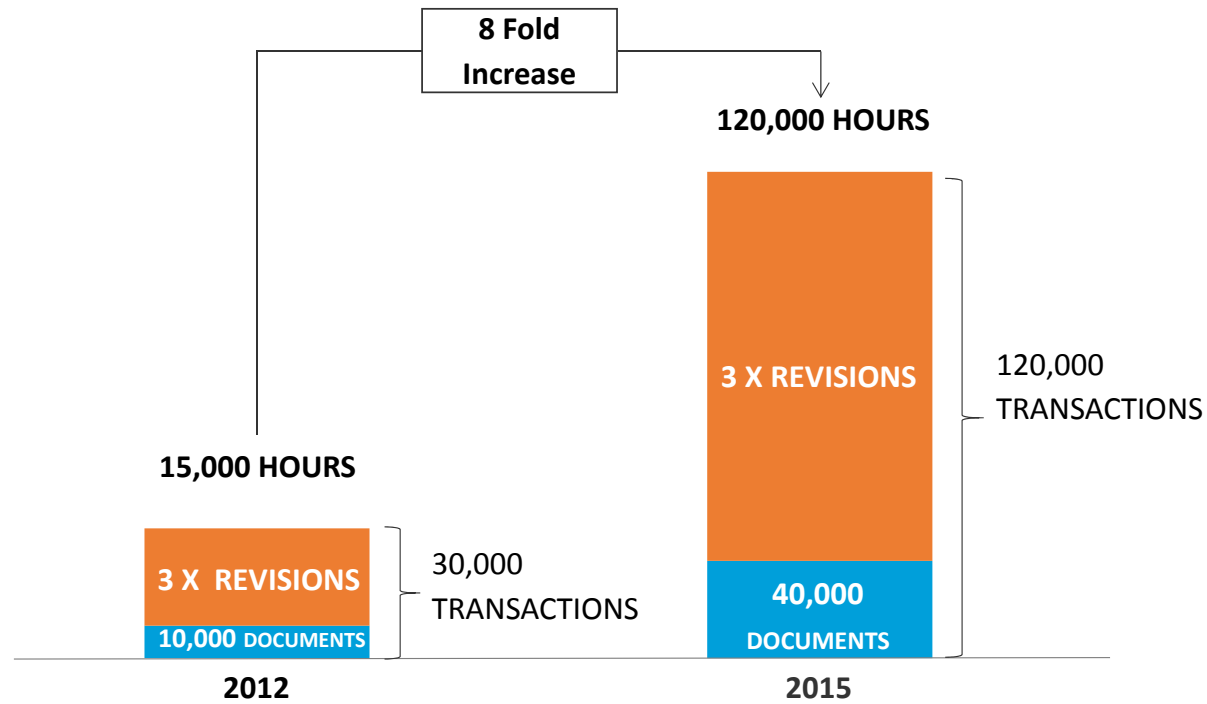 8 Fold
Increase
120,000 HOURS
3 X REVISIONS
120,000
TRANSACTIONS
15,000 HOURS
3 X REVISIONS
30,000
TRANSACTIONS
10,000 DOCUMENTS
40,000
DOCUMENTS
2012
2015